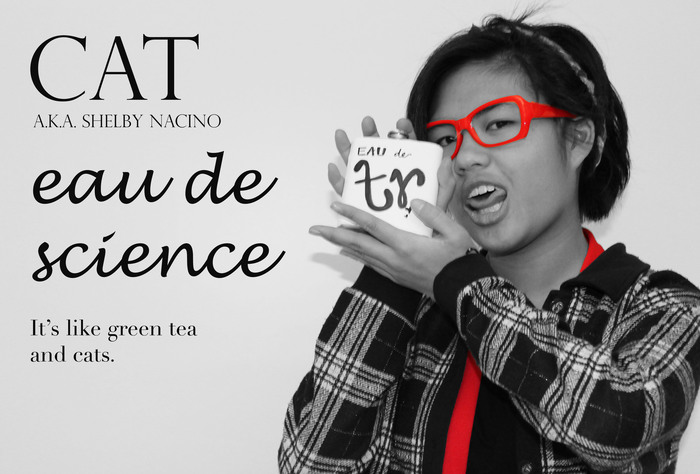 CAT
A.K.A. SHELBY NACINO
eau de
science
It's like green tea
and cats.
EAU de
tr